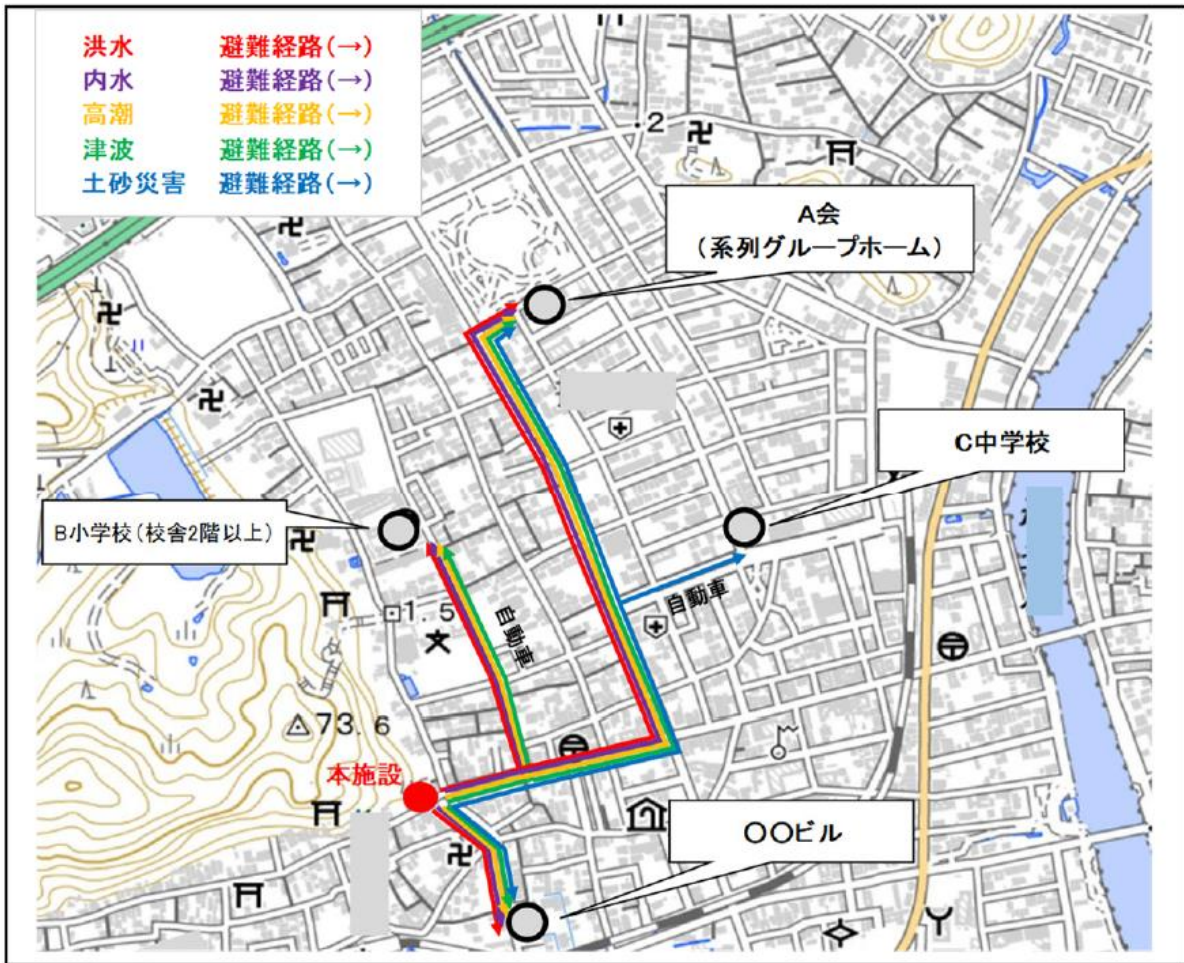 洪水 避難経路(→)
内水 避難経路(→)
高潮 避難経路(→)
津波 避難経路(→)
土砂災害 避難経路(→)
.2
A会
(系列グループホーム)
C中学校
B小学校(校舎2階以上)
1.5
自動車
自動車
73.6
本施設
〇〇ビル